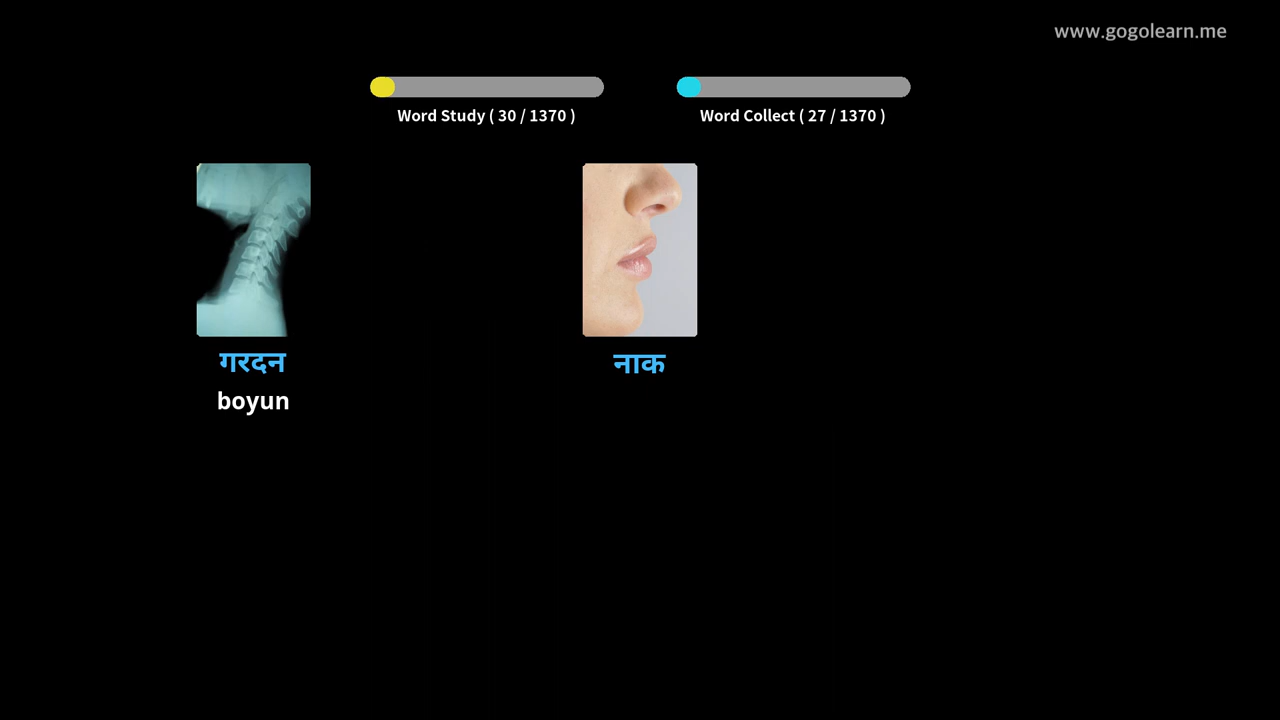 www.gogolearn.me
Word Study ( 30 / 1370 )
Word Collect ( 27 / 1370 )
गरदन
boyun
नाक